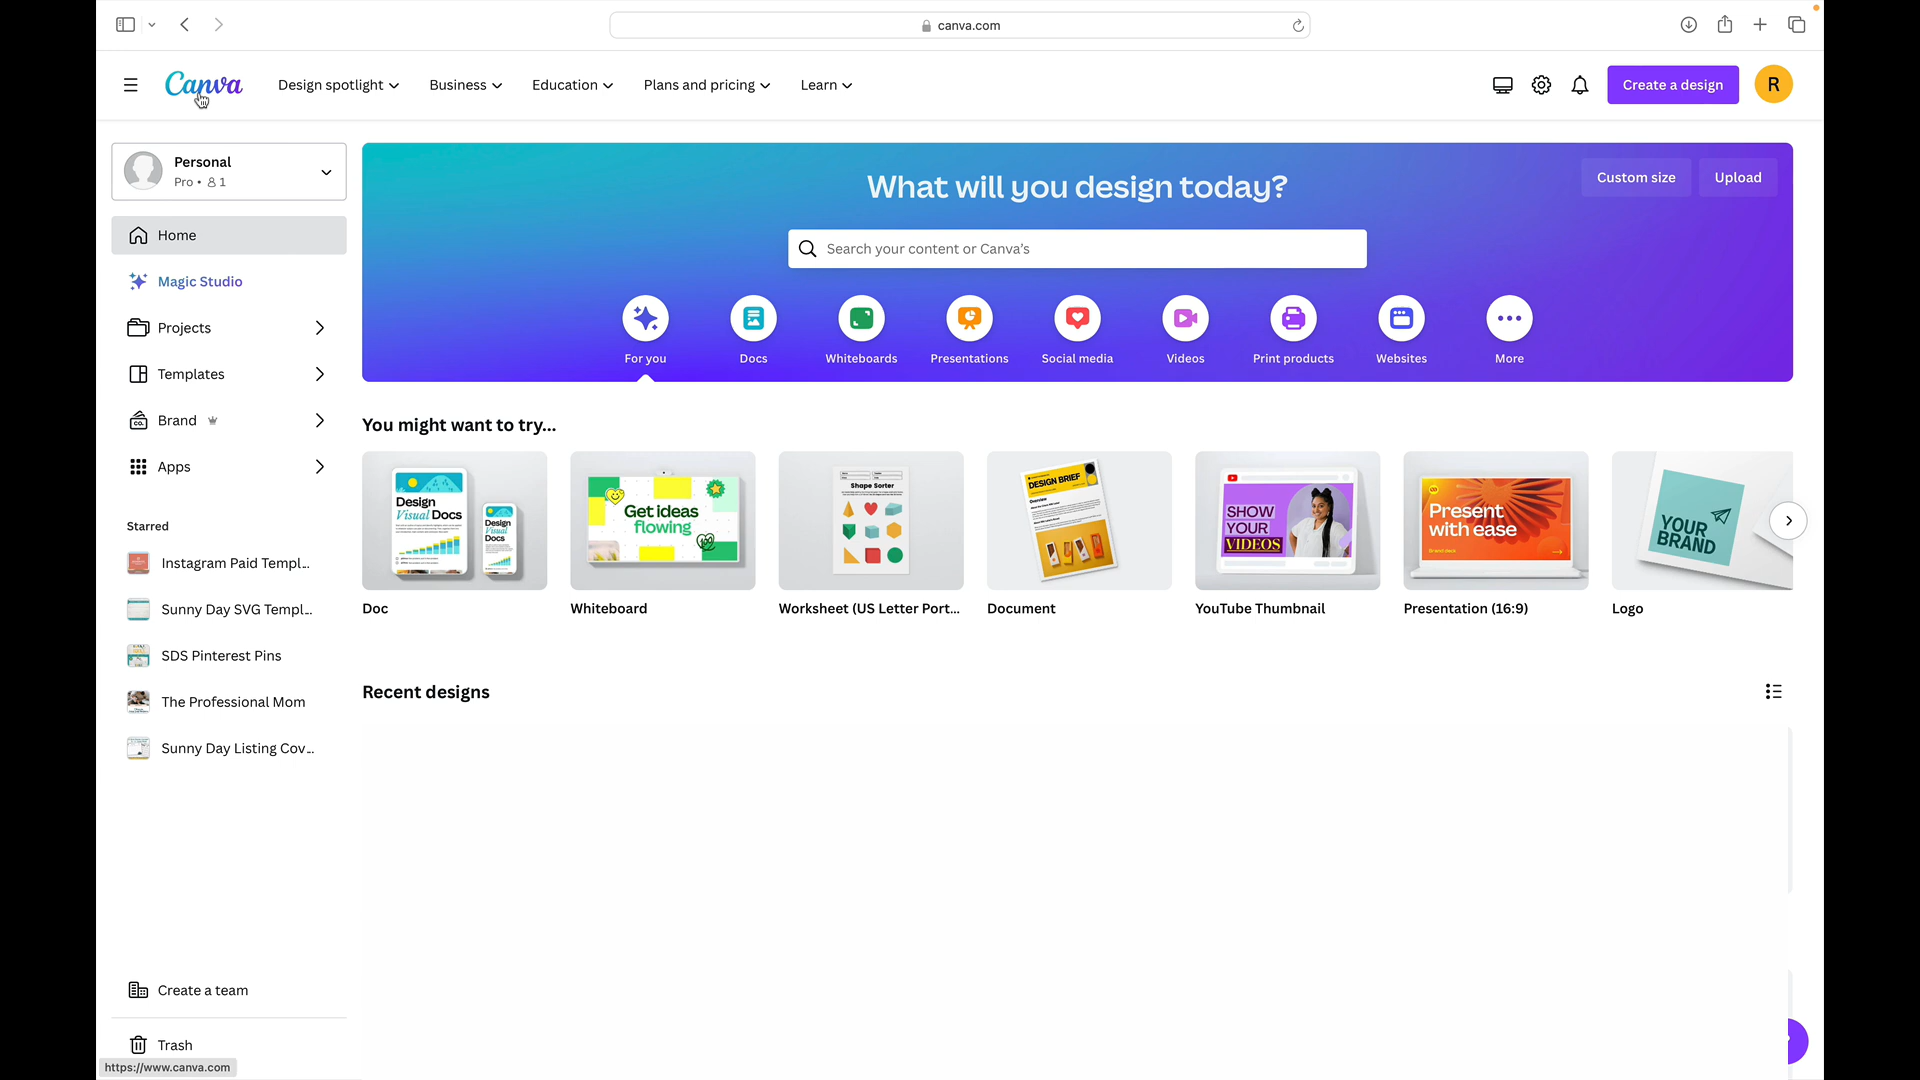 canva.com
Canva
Design spotlight
Business
Education
Plans and pricing
Learn
Create a design
R
Personal
Pro • 1
Home
Magic Studio
Projects
Templates
Brand
Apps
Starred
Instagram Paid Templ...
Sunny Day SVG Templ...
SDS Pinterest Pins
The Professional Mom
Sunny Day Listing Cov...
Create a team
Trash
https://www.canva.com
What will you design today?
Custom size
Upload
Search your content or Canva's
For you
Docs
Whiteboards
Presentations
Social media
Videos
Print products
Websites
More
You might want to try...
Design
Visual Docs
Design
Visual
Docs
Get ideas
flowing
Shape Sorter
DESIGN BRIEF
SHOW
YOUR
VIDEOS
Present
with ease
YOUR
BRAND
Doc
Whiteboard
Worksheet (US Letter Port...
Document
YouTube Thumbnail
Presentation (16:9)
Logo
Recent designs